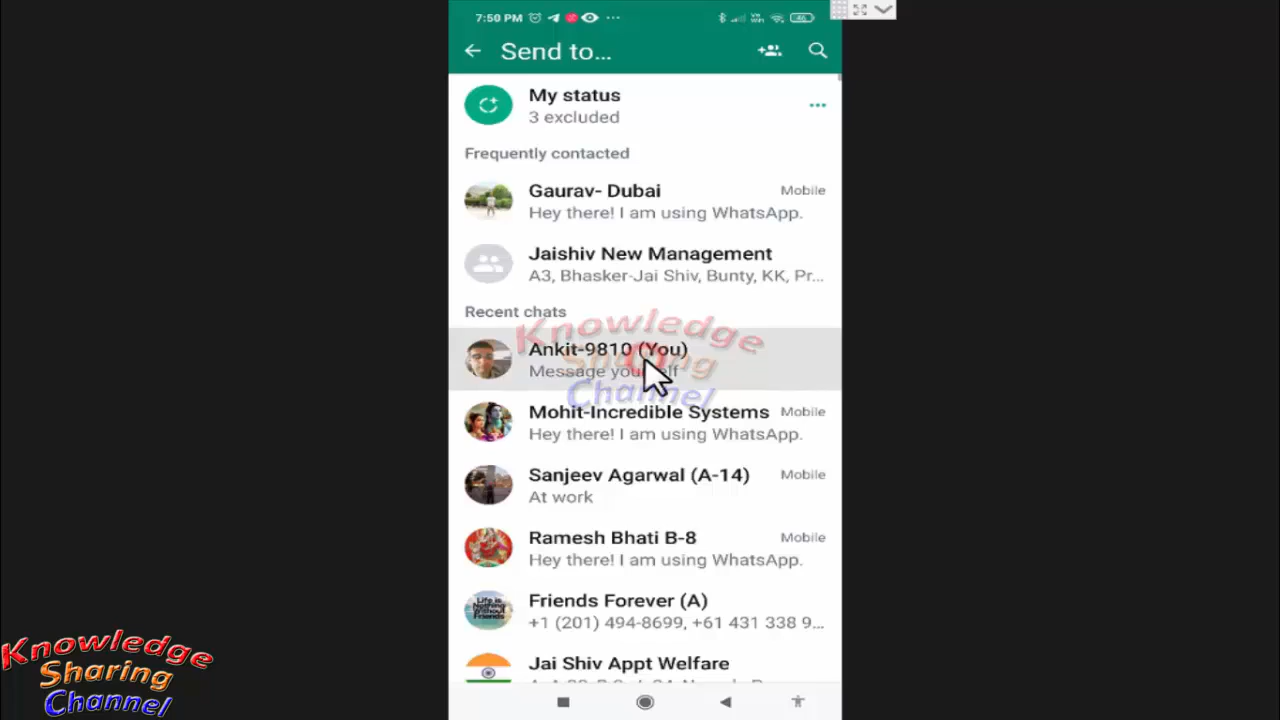 7:50 PM
Vo
WiFi
46
Send to...
My status
3 excluded
Frequently contacted
Gaurav- Dubai
Mobile
Hey there! I am using WhatsApp.
Jaishiv New Management
A3, Bhasker-Jai Shiv, Bunty, KK, Pr...
Recent chats
Ankit-9810 (You)
Message yourself
Knowledge
Sharing
Channel
Mohit-Incredible Systems
Mobile
Hey there! I am using WhatsApp.
Sanjeev Agarwal (A-14)
Mobile
At work
Ramesh Bhati B-8
Mobile
Hey there! I am using WhatsApp.
Friends Forever (A)
+1 (201) 494-8699, +61 431 338 9...
Jai Shiv Appt Welfare
Knowledge
Sharing
Channel